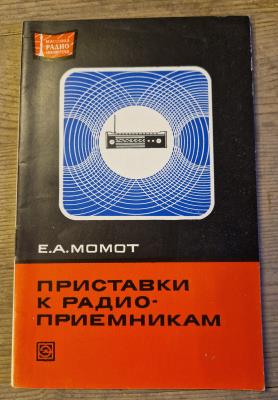 МАССОВАЯ
РАДИО
БИБЛИОТЕКА
Е.А.МОМОТ
ПРИСТАВКИ
К РАДИО-
ПРИЕМНИКАМ